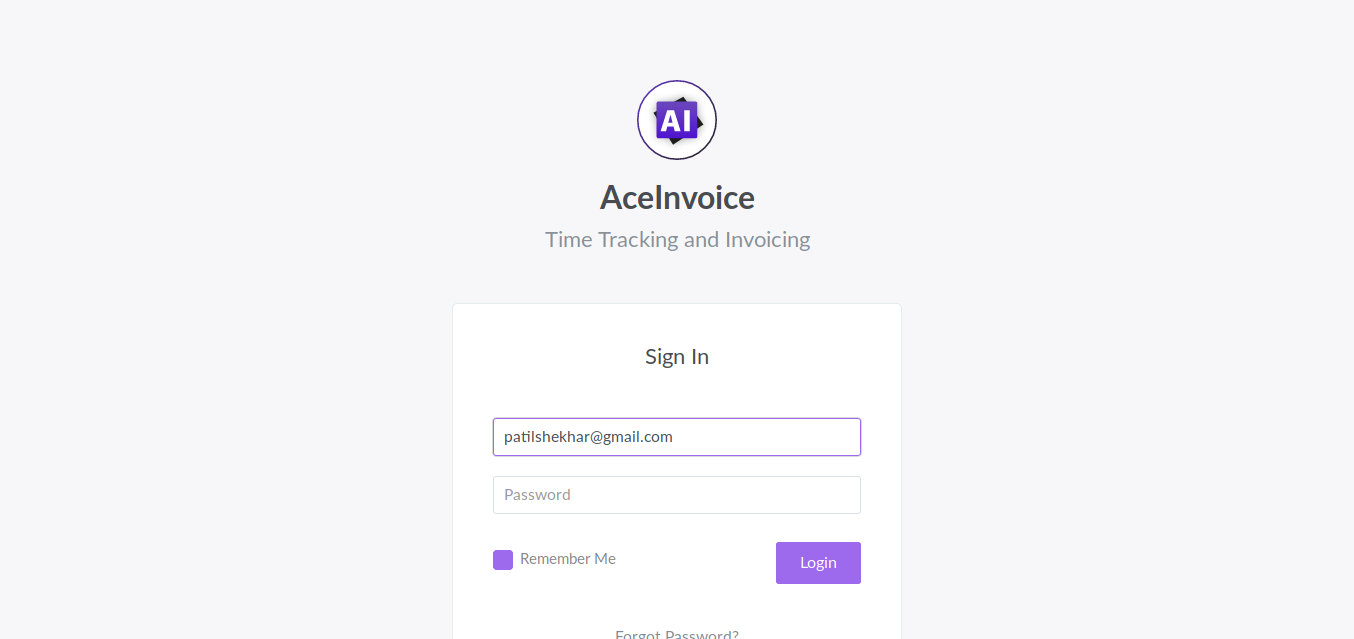 AI
AceInvoice
Time Tracking and Invoicing
Sign In
patilshekhar@gmail.com
Password
Remember Me
Login
Forgot Password?